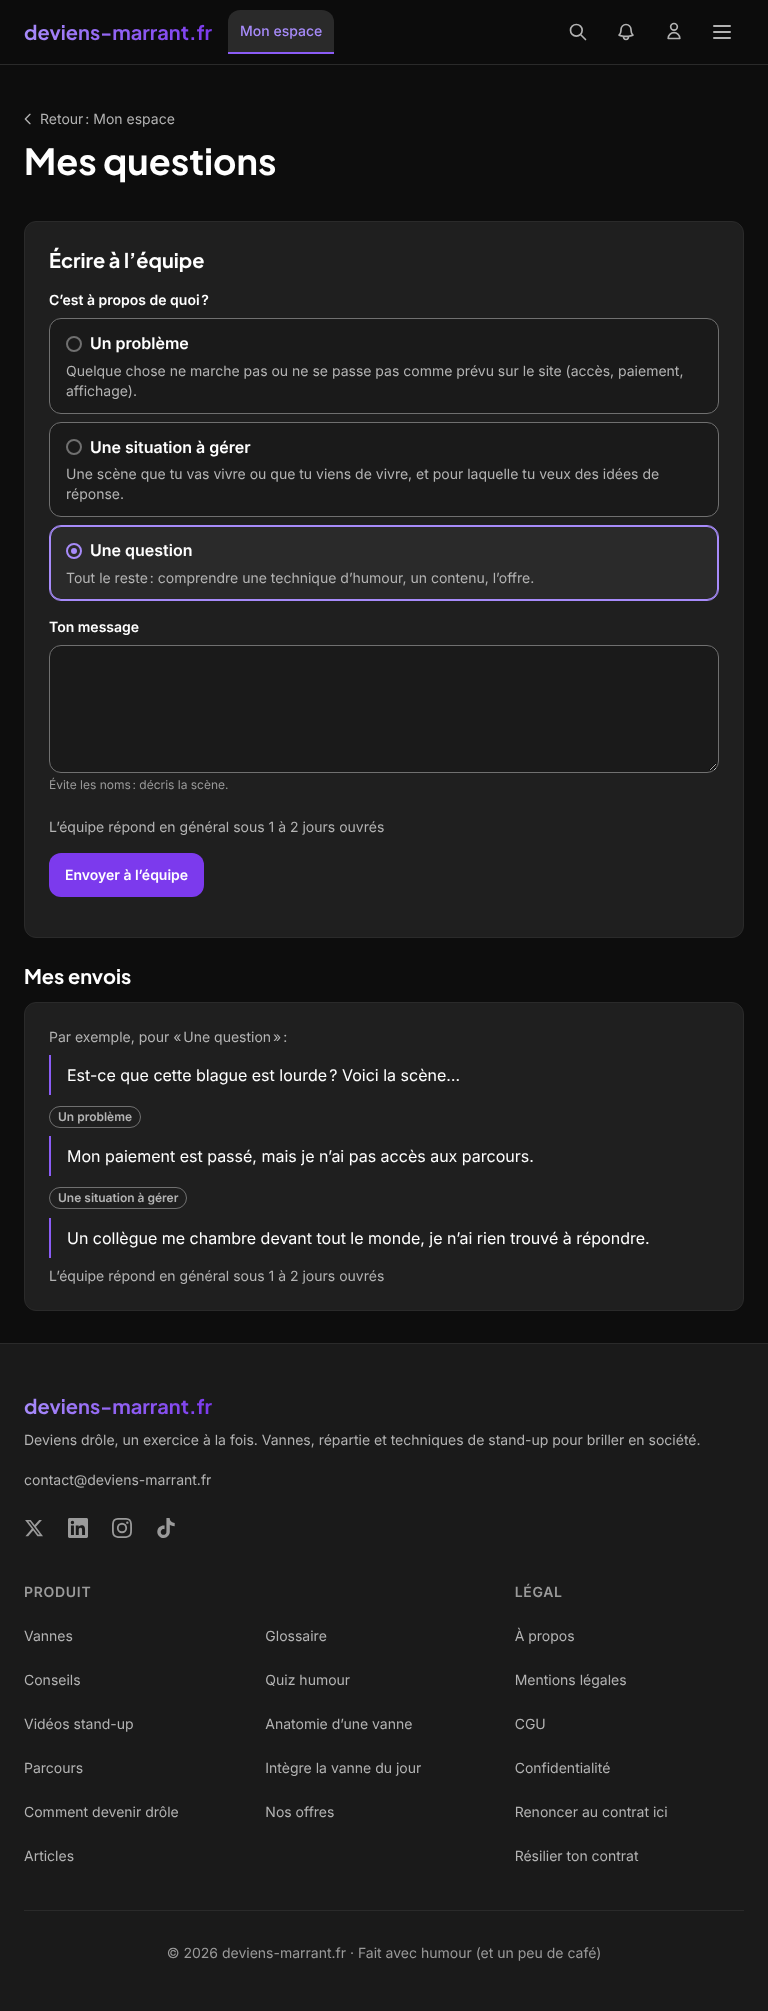 deviens-marrant.fr
Mon espace
Retour : Mon espace
Mes questions
Écrire à l’équipe
C’est à propos de quoi ?
Un problème
Quelque chose ne marche pas ou ne se passe pas comme prévu sur le site (accès, paiement,
affichage).
Une situation à gérer
Une scène que tu vas vivre ou que tu viens de vivre, et pour laquelle tu veux des idées de
réponse.
Une question
Tout le reste : comprendre une technique d’humour, un contenu, l’offre.
Ton message
Évite les noms : décris la scène.
L’équipe répond en général sous 1 à 2 jours ouvrés
Envoyer à l’équipe
Mes envois
Par exemple, pour « Une question » :
Est-ce que cette blague est lourde ? Voici la scène…
Un problème
Mon paiement est passé, mais je n’ai pas accès aux parcours.
Une situation à gérer
Un collègue me chambre devant tout le monde, je n’ai rien trouvé à répondre.
L’équipe répond en général sous 1 à 2 jours ouvrés
deviens-marrant.fr
Deviens drôle, un exercice à la fois. Vannes, répartie et techniques de stand-up pour briller en société.
contact@deviens-marrant.fr
PRODUIT
Vannes
Conseils
Vidéos stand-up
Parcours
Comment devenir drôle
Articles
Glossaire
Quiz humour
Anatomie d’une vanne
Intègre la vanne du jour
Nos offres
LÉGAL
À propos
Mentions légales
CGU
Confidentialité
Renoncer au contrat ici
Résilier ton contrat
© 2026 deviens-marrant.fr · Fait avec humour (et un peu de café)